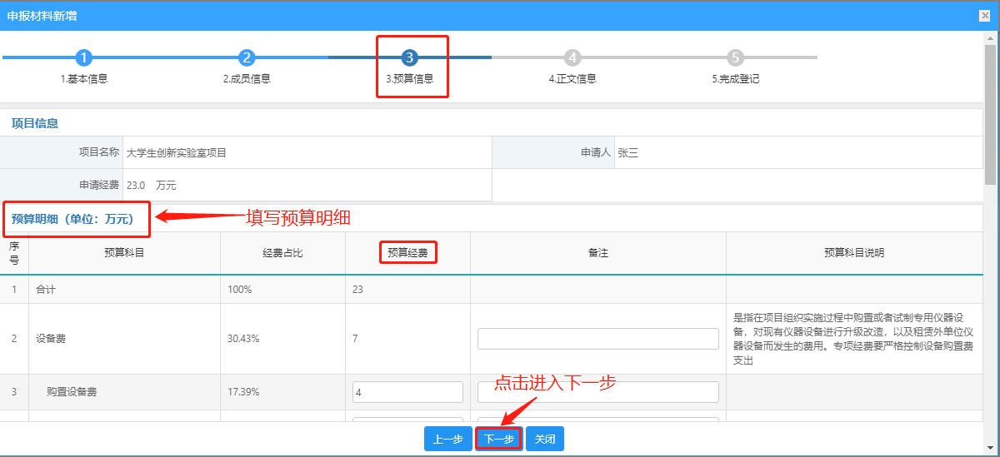 申报材料新增
1 2 3 4 5
1.基本信息 2.成员信息 3.预算信息 4.正文信息 5.完成登记
项目信息
项目名称 大学生创新实验室项目 申请人 张三
申请经费 23.0 万元
预算明细（单位：万元） 填写预算明细
序号 预算科目 经费占比 预算经费 备注 预算科目说明
1 合计 100% 23
2 设备费 30.43% 7
是指在项目组织实施过程中购置或者试制专用仪器设
备，对现有仪器设备进行升级改造，以及租赁外单位仪
器设备而发生的费用。专项经费要严格控制设备购置费
支出
3 购置设备费 17.39% 4
点击进入下一步
上一步 下一步 关闭